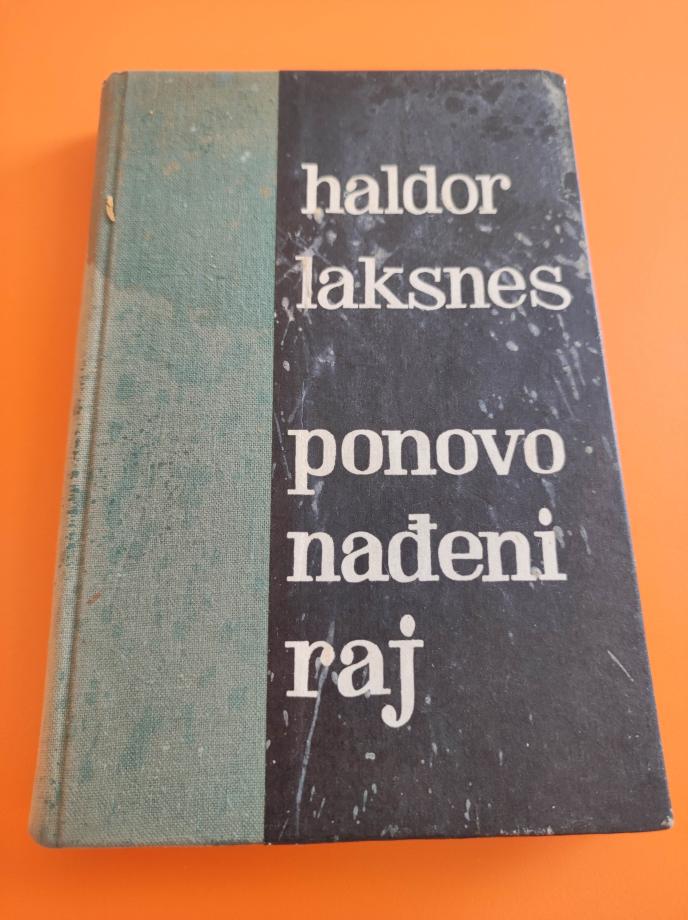 haldor
laksnes
ponovo
nađeni
raj